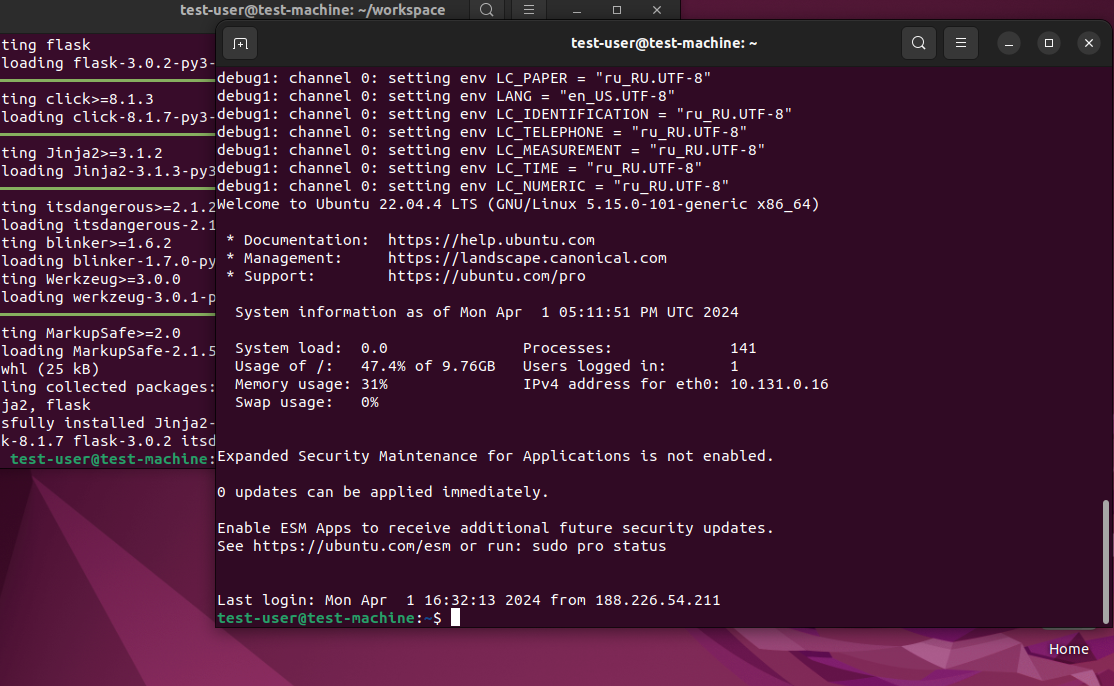 test-user@test-machine: ~/workspace
ting flask
loading flask-3.0.2-py3-
ting click>=8.1.3
loading click-8.1.7-py3-
ting Jinja2>=3.1.2
loading Jinja2-3.1.3-py3
ting itsdangerous>=2.1.2
loading itsdangerous-2.1
ting blinker>=1.6.2
loading blinker-1.7.0-py
ting Werkzeug>=3.0.0
loading werkzeug-3.0.1-p
ting MarkupSafe>=2.0
loading MarkupSafe-2.1.5
whl (25 kB)
ling collected packages:
ja2, flask
sfully installed Jinja2-
k-8.1.7 flask-3.0.2 itsd
test-user@test-machine:
test-user@test-machine: ~
debug1: channel 0: setting env LC_PAPER = "ru_RU.UTF-8"
debug1: channel 0: setting env LANG = "en_US.UTF-8"
debug1: channel 0: setting env LC_IDENTIFICATION = "ru_RU.UTF-8"
debug1: channel 0: setting env LC_TELEPHONE = "ru_RU.UTF-8"
debug1: channel 0: setting env LC_MEASUREMENT = "ru_RU.UTF-8"
debug1: channel 0: setting env LC_TIME = "ru_RU.UTF-8"
debug1: channel 0: setting env LC_NUMERIC = "ru_RU.UTF-8"
Welcome to Ubuntu 22.04.4 LTS (GNU/Linux 5.15.0-101-generic x86_64)
* Documentation:  https://help.ubuntu.com
* Management:     https://landscape.canonical.com
* Support:        https://ubuntu.com/pro
System information as of Mon Apr  1 05:11:51 PM UTC 2024
System load:  0.0                Processes:             141
Usage of /:   47.4% of 9.76GB   Users logged in:       1
Memory usage: 31%               IPv4 address for eth0: 10.131.0.16
Swap usage:   0%
Expanded Security Maintenance for Applications is not enabled.
0 updates can be applied immediately.
Enable ESM Apps to receive additional future security updates.
See https://ubuntu.com/esm or run: sudo pro status
Last login: Mon Apr  1 16:32:13 2024 from 188.226.54.211
test-user@test-machine:~$
Home